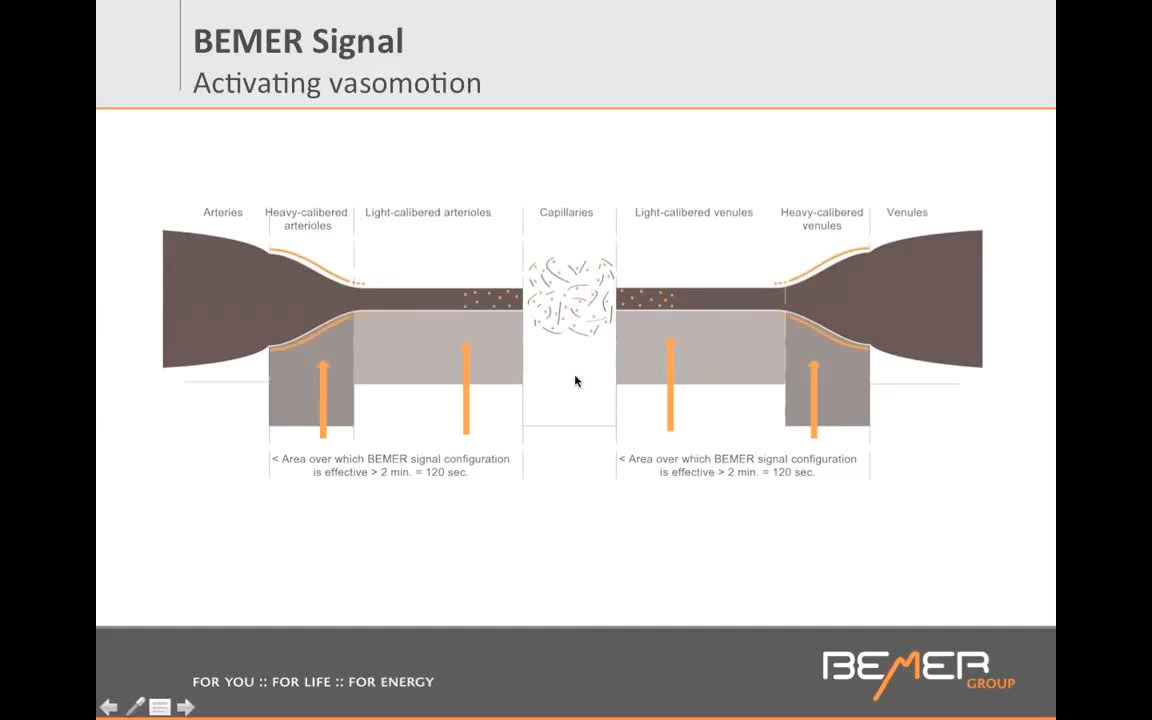 BEMER Signal
Activating vasomotion
Arteries
Heavy-calibered
arterioles
Light-calibered arterioles
Capillaries
Light-calibered venules
Heavy-calibered
venules
Venules
< Area over which BEMER signal configuration
is effective > 2 min. = 120 sec.
< Area over which BEMER signal configuration
is effective > 2 min. = 120 sec.
FOR YOU :: FOR LIFE :: FOR ENERGY
BEMER
GROUP